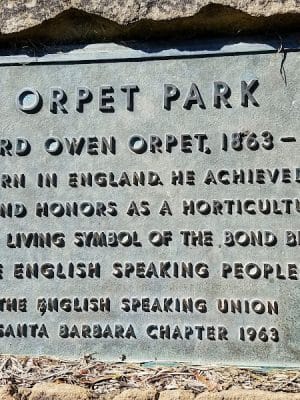 ORPET PARK
RD OWEN ORPET, 1863–
RN IN ENGLAND. HE ACHIEVE
ND HONORS AS A HORTICULTU
LIVING SYMBOL OF THE BOND B
E ENGLISH SPEAKING PEOPLE
THE ENGLISH SPEAKING UNION
SANTA BARBARA CHAPTER 1963